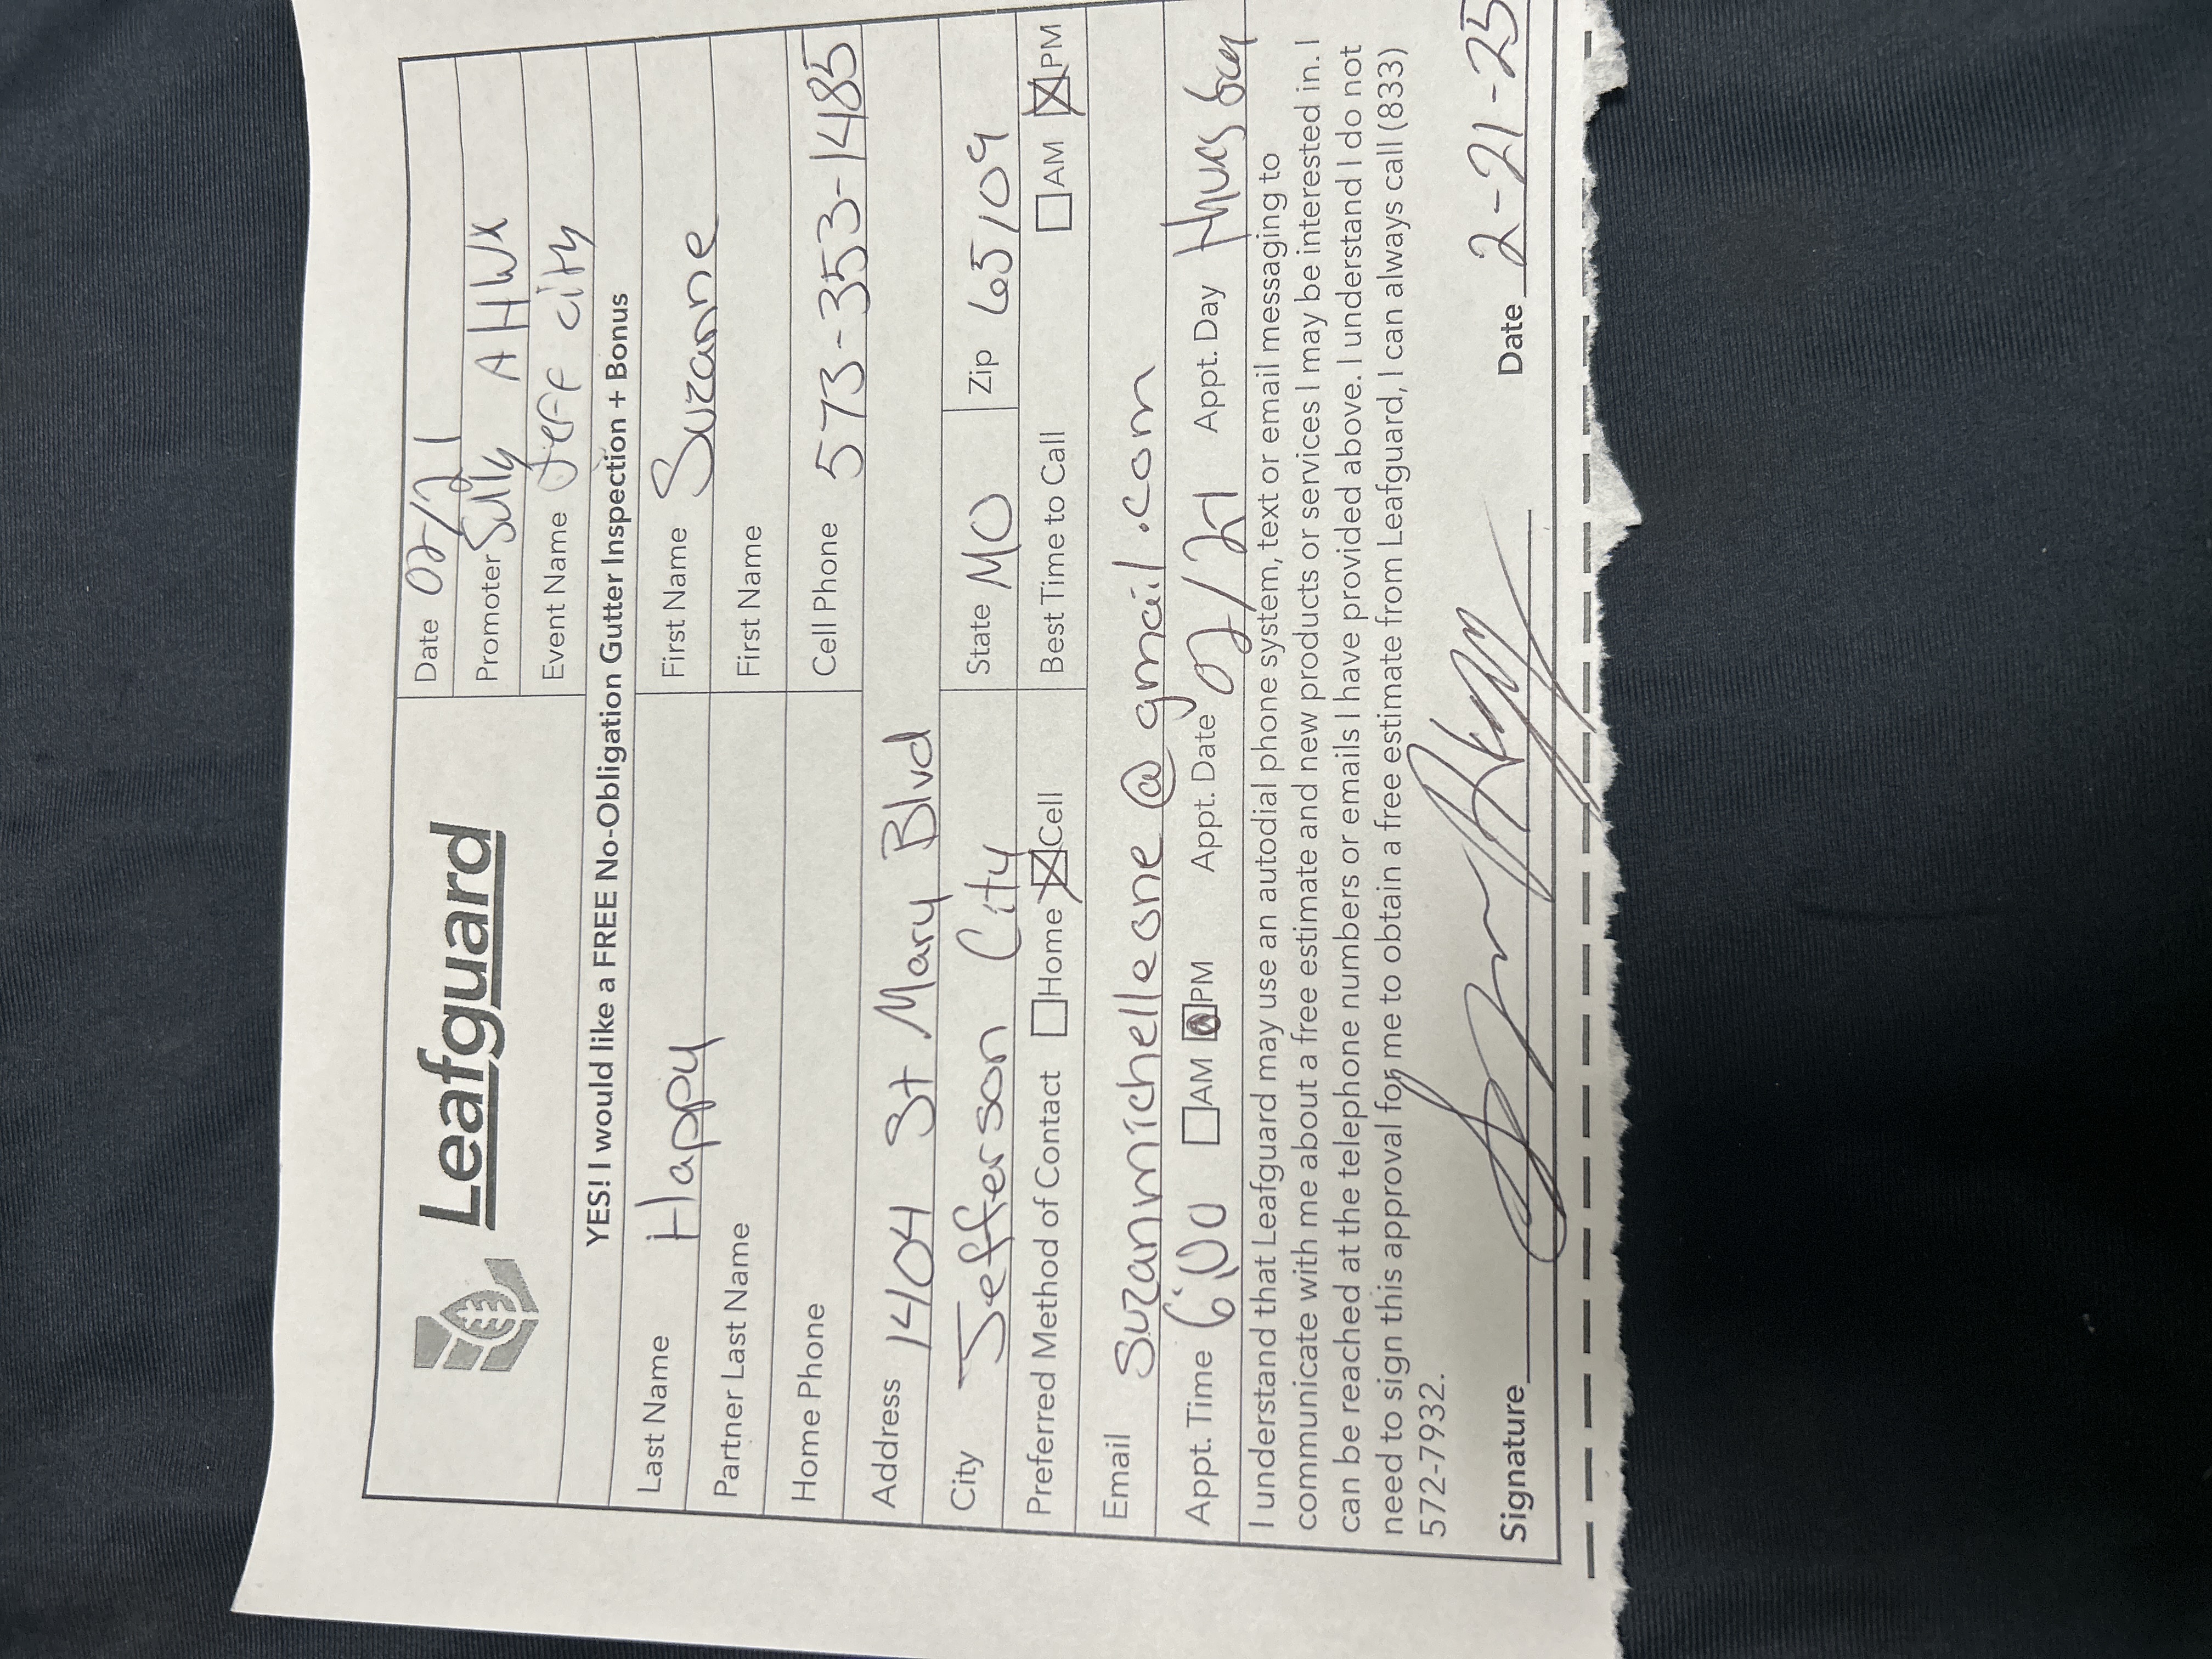 Leafguard
Date 02/21
Promoter Sully AHWX
Event Name Jeff City
YES! I would like a FREE No-Obligation Gutter Inspection + Bonus
Last Name Happy First Name Suzanne
Partner Last Name First Name
Home Phone Cell Phone 573-353-1485
Address 1404 St Mary Blvd
City Jefferson City State MO Zip 65109
Preferred Method of Contact Home Cell Best Time to Call AM PM
Email suzanmichelleone@gmail.com
Appt. Time 6:00 AM PM Appt. Date 02/ Appt. Day Thursday
I understand that Leafguard may use an autodial phone system, text or email messaging to
communicate with me about a free estimate and new products or services I may be interested in. I
can be reached at the telephone numbers or emails I have provided above. I understand I do not
need to sign this approval for me to obtain a free estimate from Leafguard, I can always call (833)
572-7932.
Signature Date 2-21-25